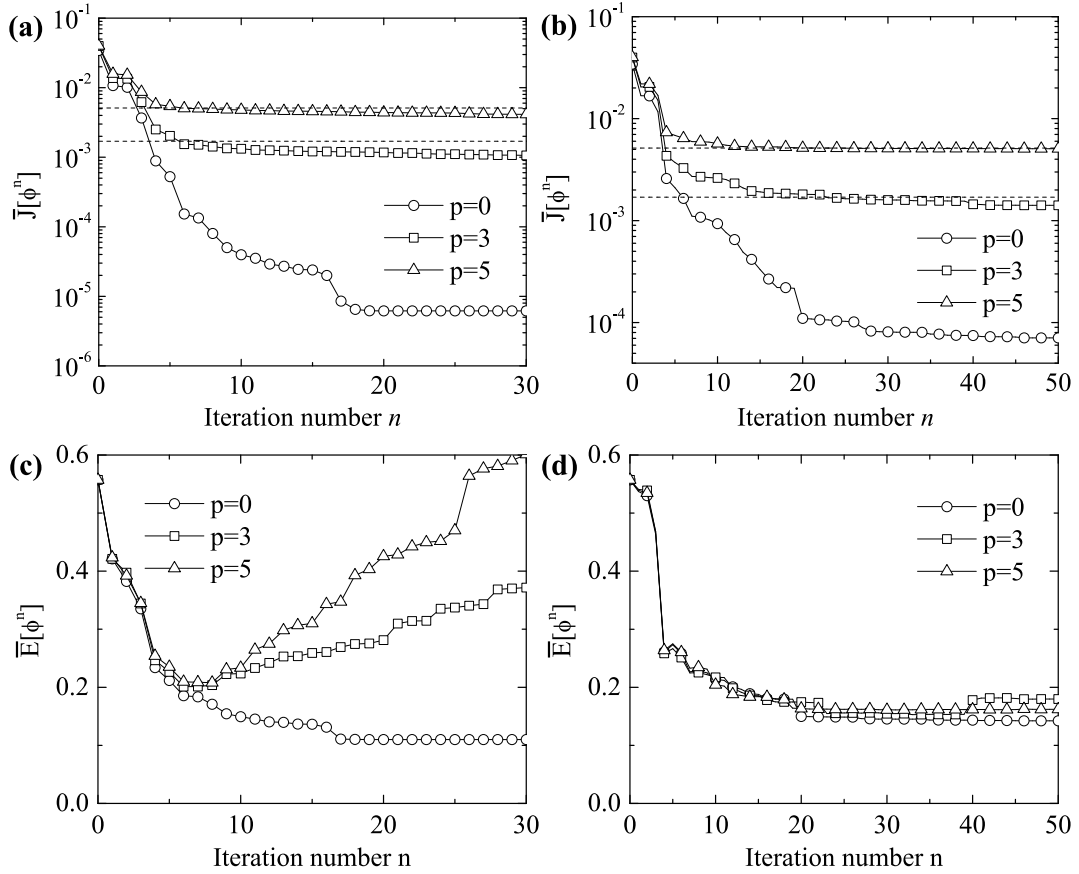 (a)
10^-1
10^-2
10^-3
10^-4
10^-5
10^-6
J̄[ϕ^n]
p=0
p=3
p=5
0 10 20 30
Iteration number n
(b)
10^-1
10^-2
10^-3
10^-4
J̄[ϕ^n]
p=0
p=3
p=5
0 10 20 30 40 50
Iteration number n
(c)
0.6
0.4
0.2
0.0
Ē[ϕ^n]
p=0
p=3
p=5
0 10 20 30
Iteration number n
(d)
0.6
0.4
0.2
0.0
Ē[ϕ^n]
p=0
p=3
p=5
0 10 20 30 40 50
Iteration number n